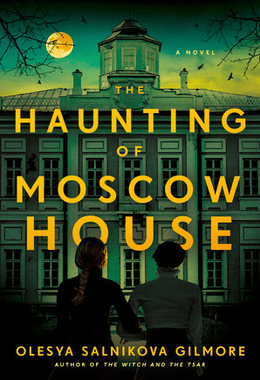 A NOVEL
THE
HAUNTING
OF
MOSCOW
HOUSE
OLESYA SALNIKOVA GILMORE
AUTHOR OF THE WITCH AND THE TSAR